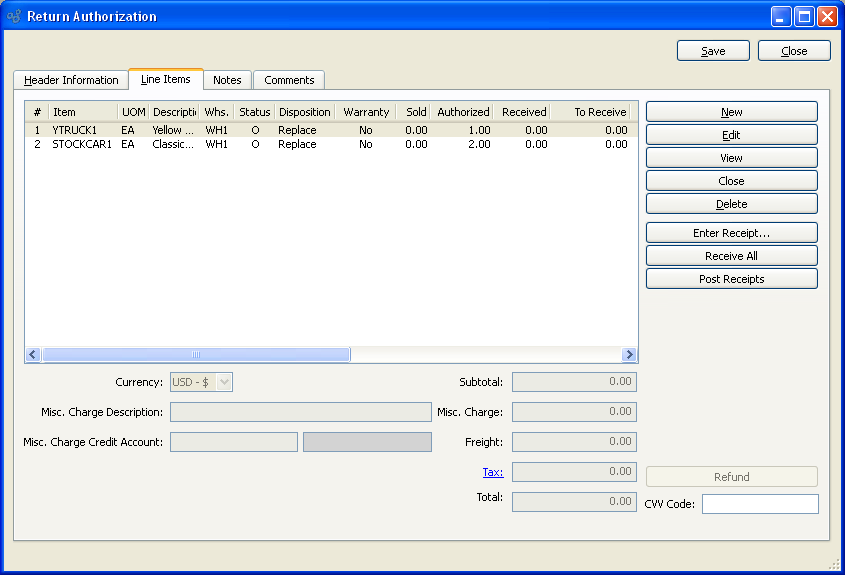 Return Authorization
Save Close
Header Information Line Items Notes Comments
# Item UOM Descripti Whs. Status Disposition Warranty Sold Authorized Received To Receive
1 YTRUCK1 EA Yellow ... WH1 O Replace No 0.00 1.00 0.00 0.00
2 STOCKCAR1 EA Classic... WH1 O Replace No 0.00 2.00 0.00 0.00
New
Edit
View
Close
Delete
Enter Receipt...
Receive All
Post Receipts
Currency: USD - $ Subtotal: 0.00
Misc. Charge Description: Misc. Charge: 0.00
Misc. Charge Credit Account: Freight: 0.00
Tax: 0.00
Refund
Total: 0.00
CVV Code: